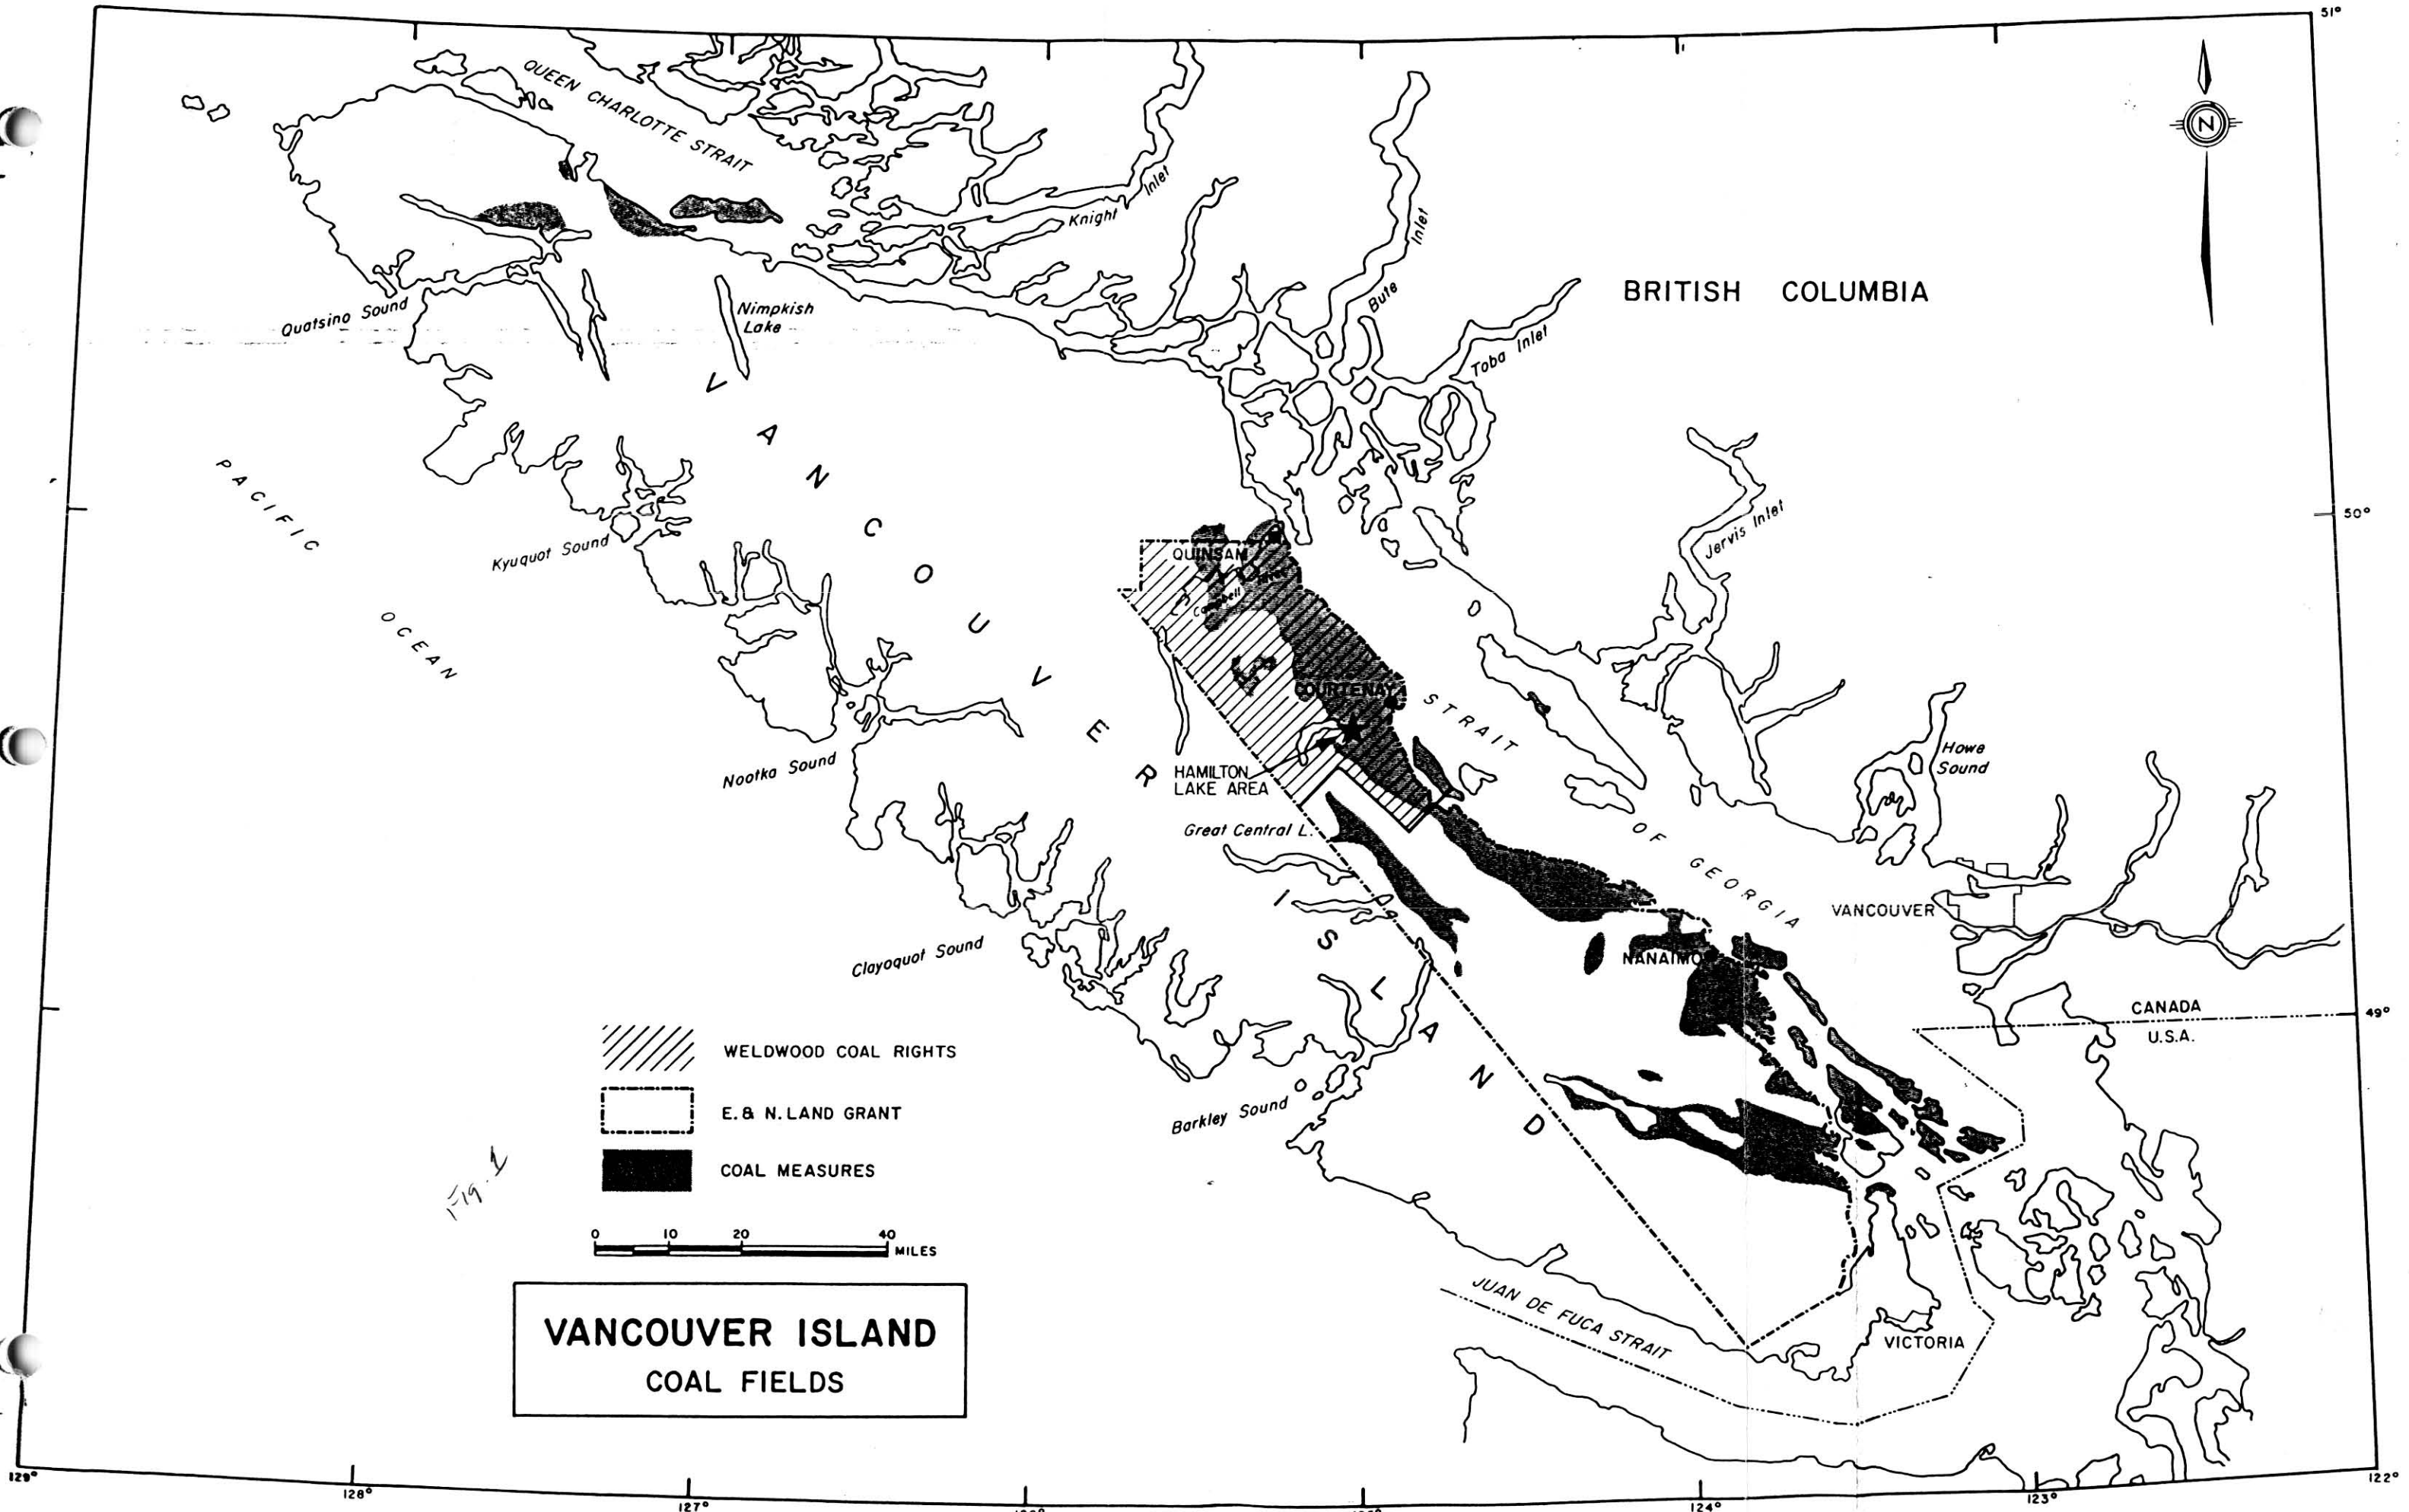 51°
N
QUEEN CHARLOTTE STRAIT
Knight Inlet
Bute Inlet
BRITISH COLUMBIA
Toba Inlet
Quatsino Sound
Nimpkish
Lake
VANCOUVER ISLAND
PACIFIC OCEAN
50°
Jervis Inlet
Kyuquot Sound
QUINSAM
Campbell
COURTENAY
STRAIT OF GEORGIA
Nootka Sound
HAMILTON
LAKE AREA
Howe
Sound
Great Central L.
VANCOUVER
Clayoquot Sound
NANAIMO
CANADA
U.S.A.
49°
Barkley Sound
WELDWOOD COAL RIGHTS
E. & N. LAND GRANT
COAL MEASURES
Fig. 1
0 10 20 40
MILES
VANCOUVER ISLAND
COAL FIELDS
JUAN DE FUCA STRAIT
VICTORIA
129°
128°
127°
124°
123°
122°